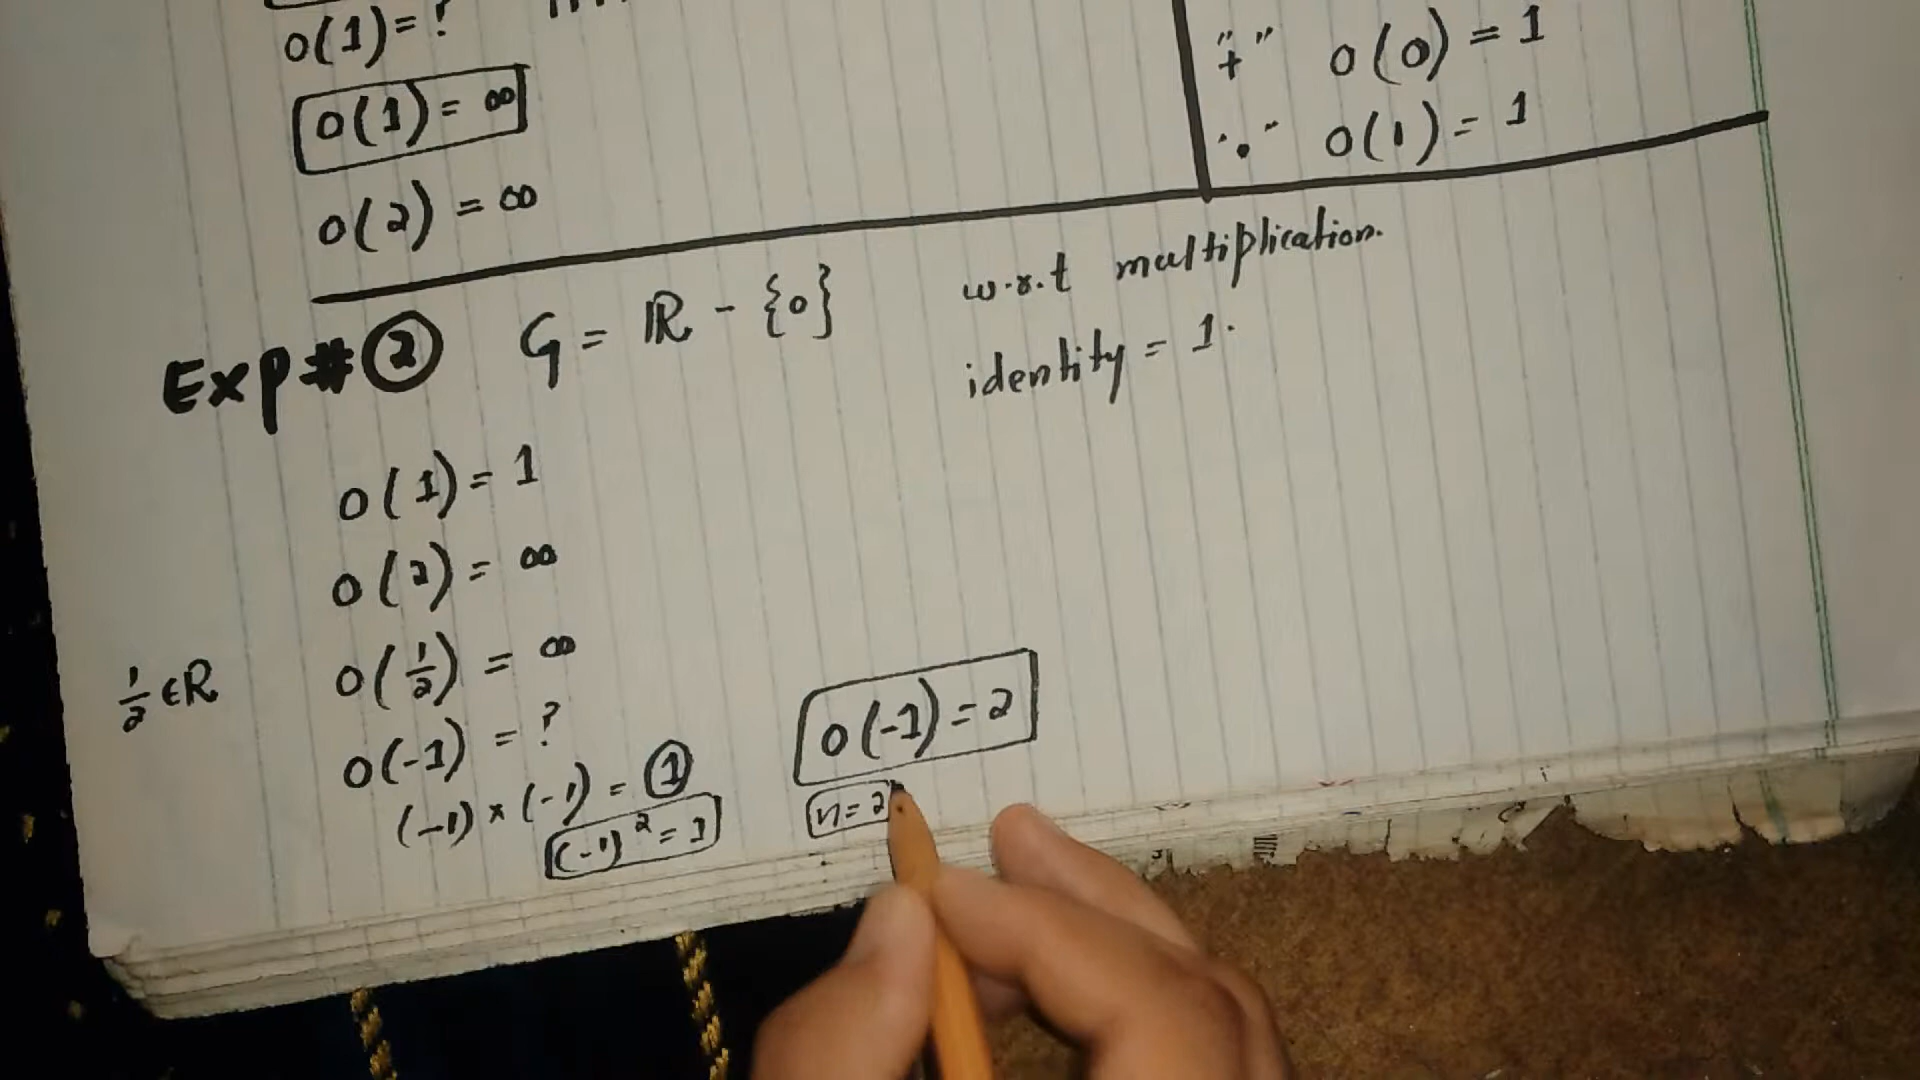 o(1) = ?
o(1) = ∞
o(2) = ∞
"+" o(0) = 1
"." o(1) = 1
Exp # 2 G = ℝ - {0} w.r.t multiplication.
identity = 1.
o(1) = 1
o(2) = ∞
1/2 ∈ R o(1/2) = ∞
o(-1) = ?
(-1) × (-1) = 1
(-1)² = 1
o(-1) = 2
n = 2